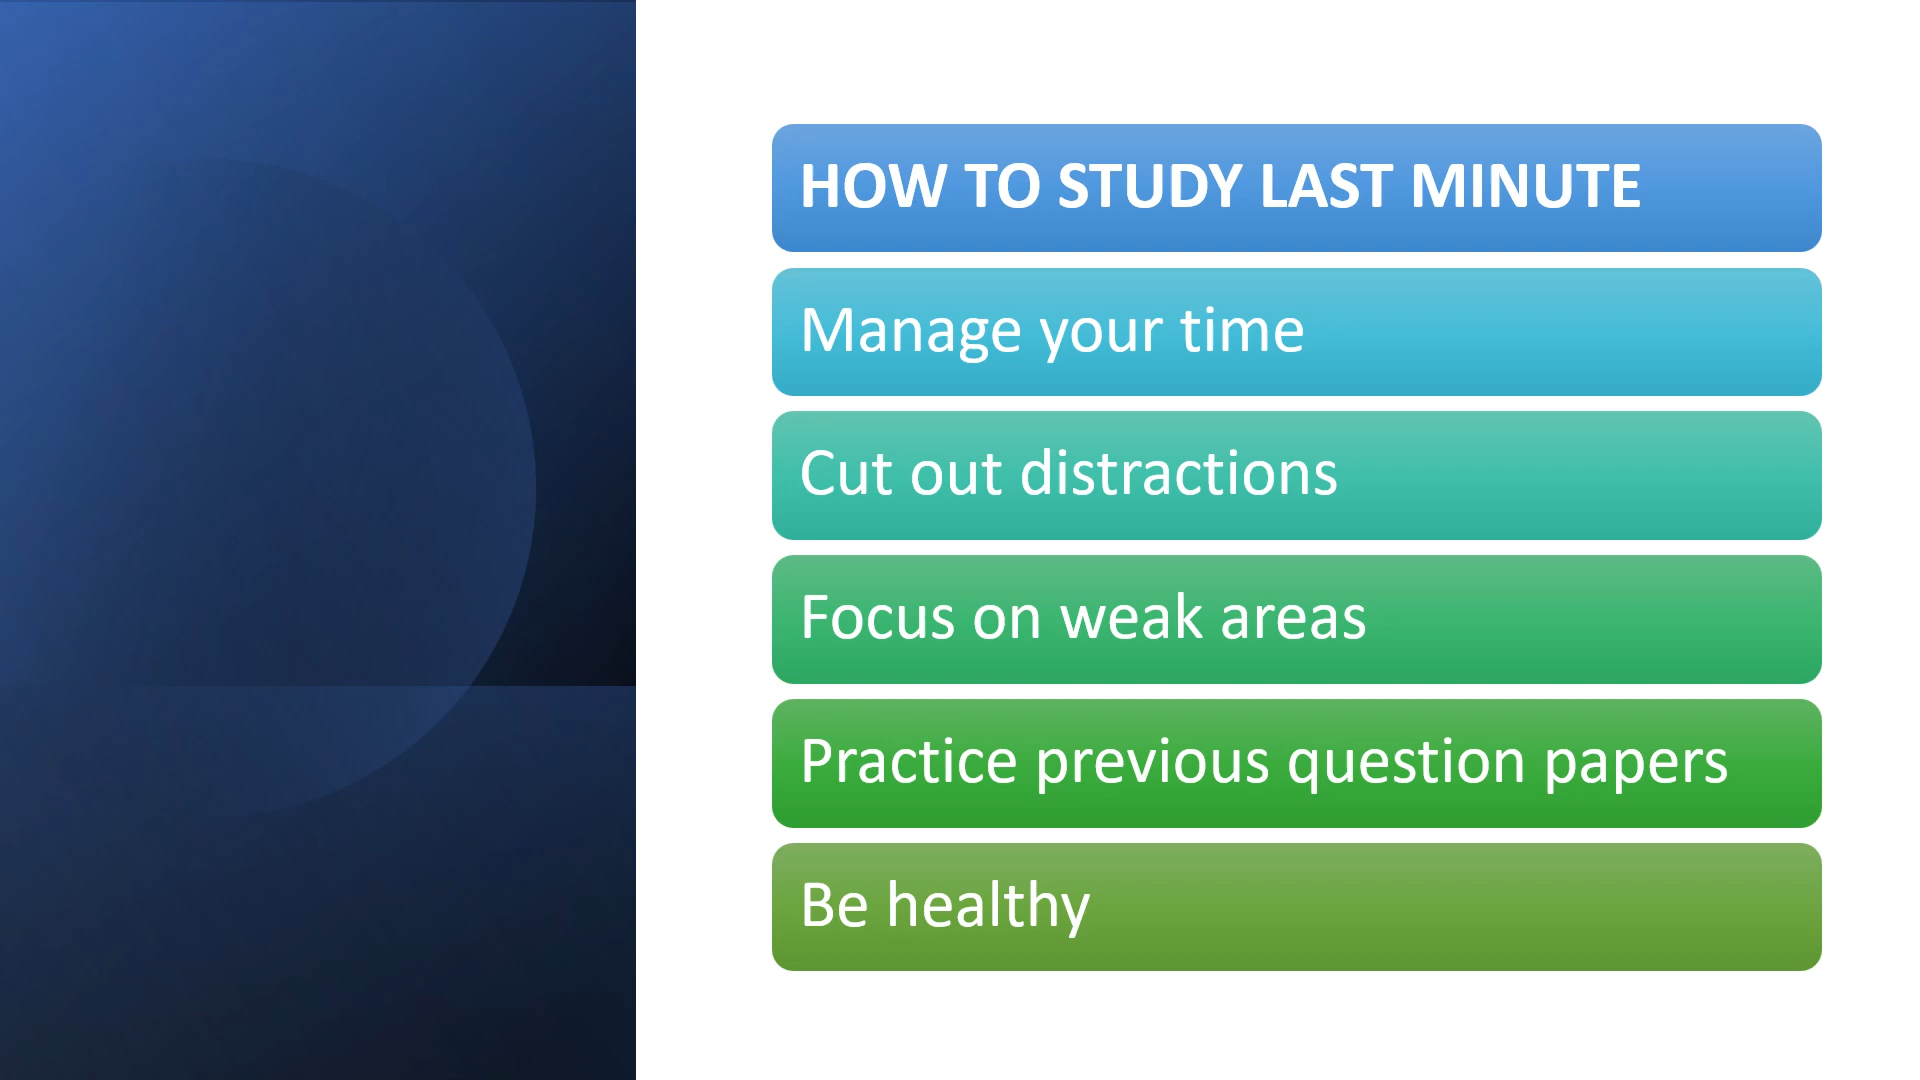 HOW TO STUDY LAST MINUTE
Manage your time
Cut out distractions
Focus on weak areas
Practice previous question papers
Be healthy